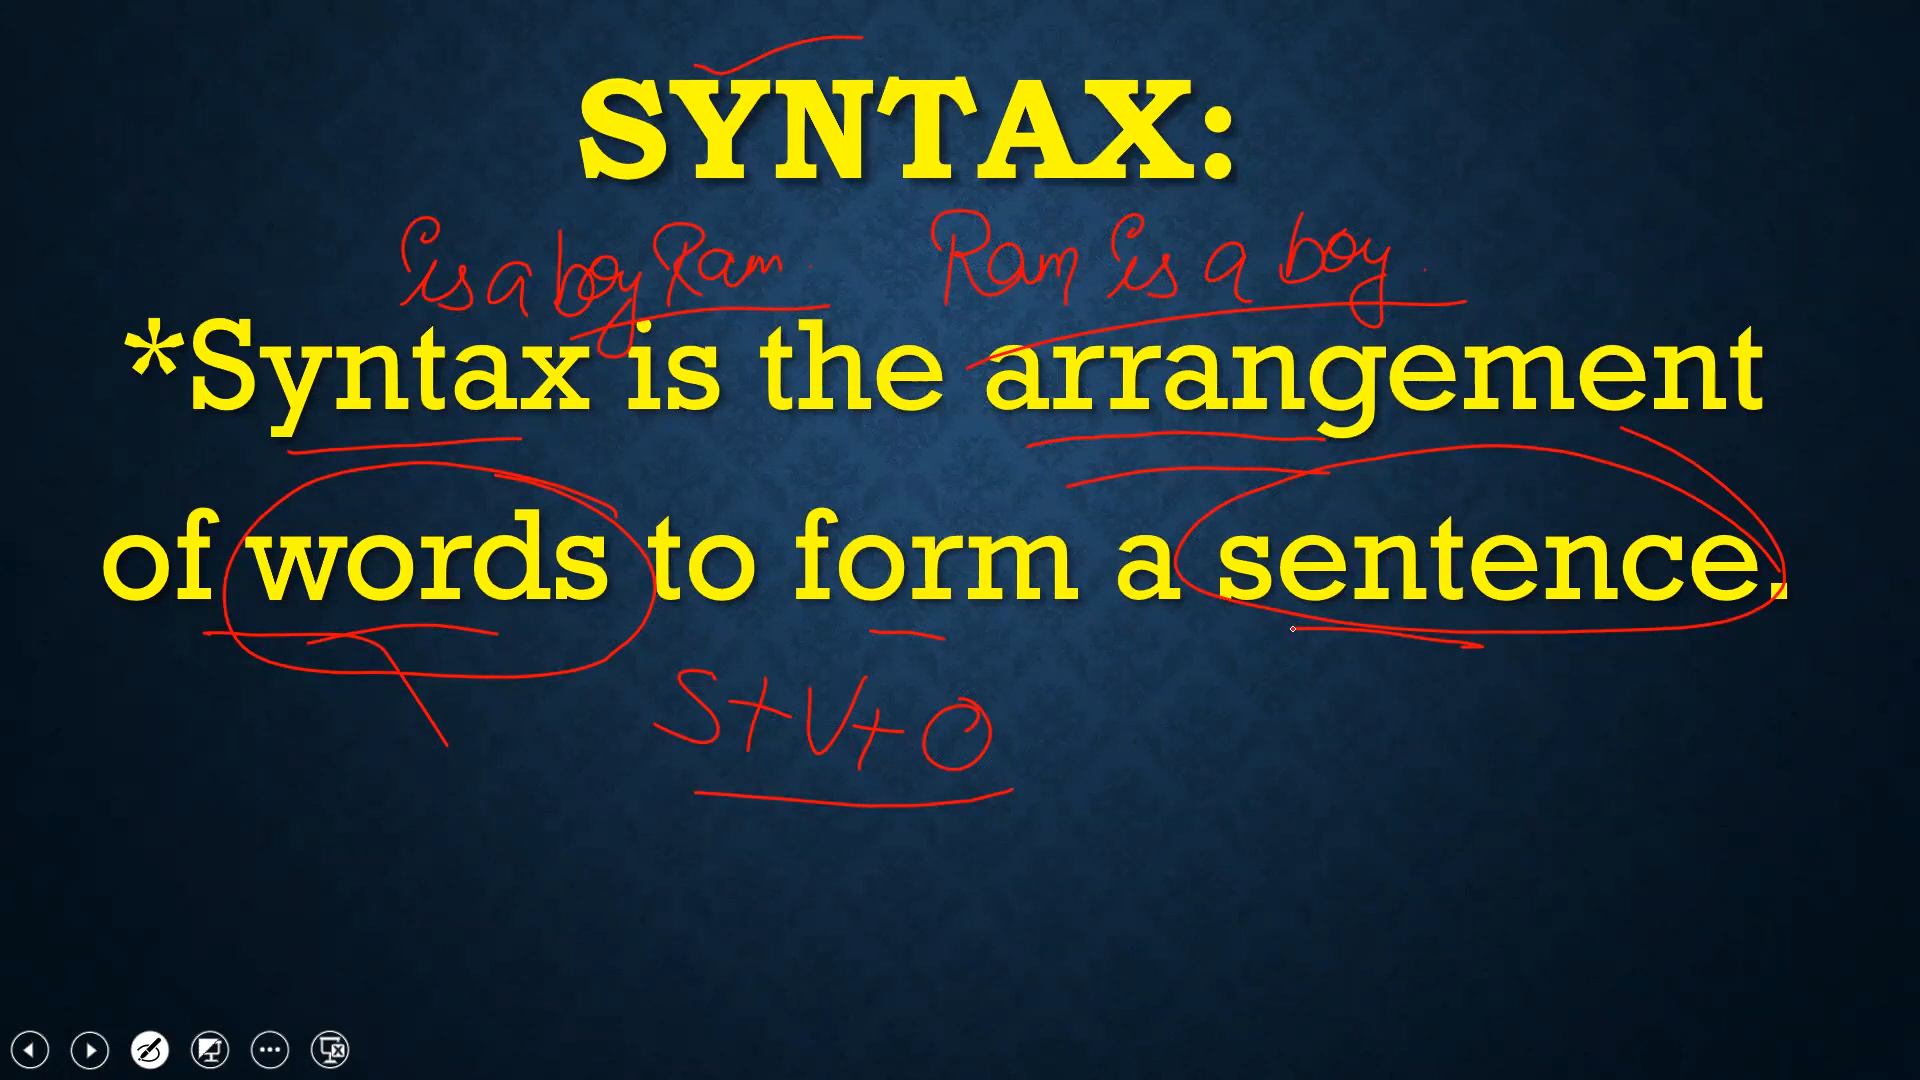 SYNTAX:
is a boy Ram. Ram is a boy.
*Syntax is the arrangement
of words to form a sentence.
S+V+O